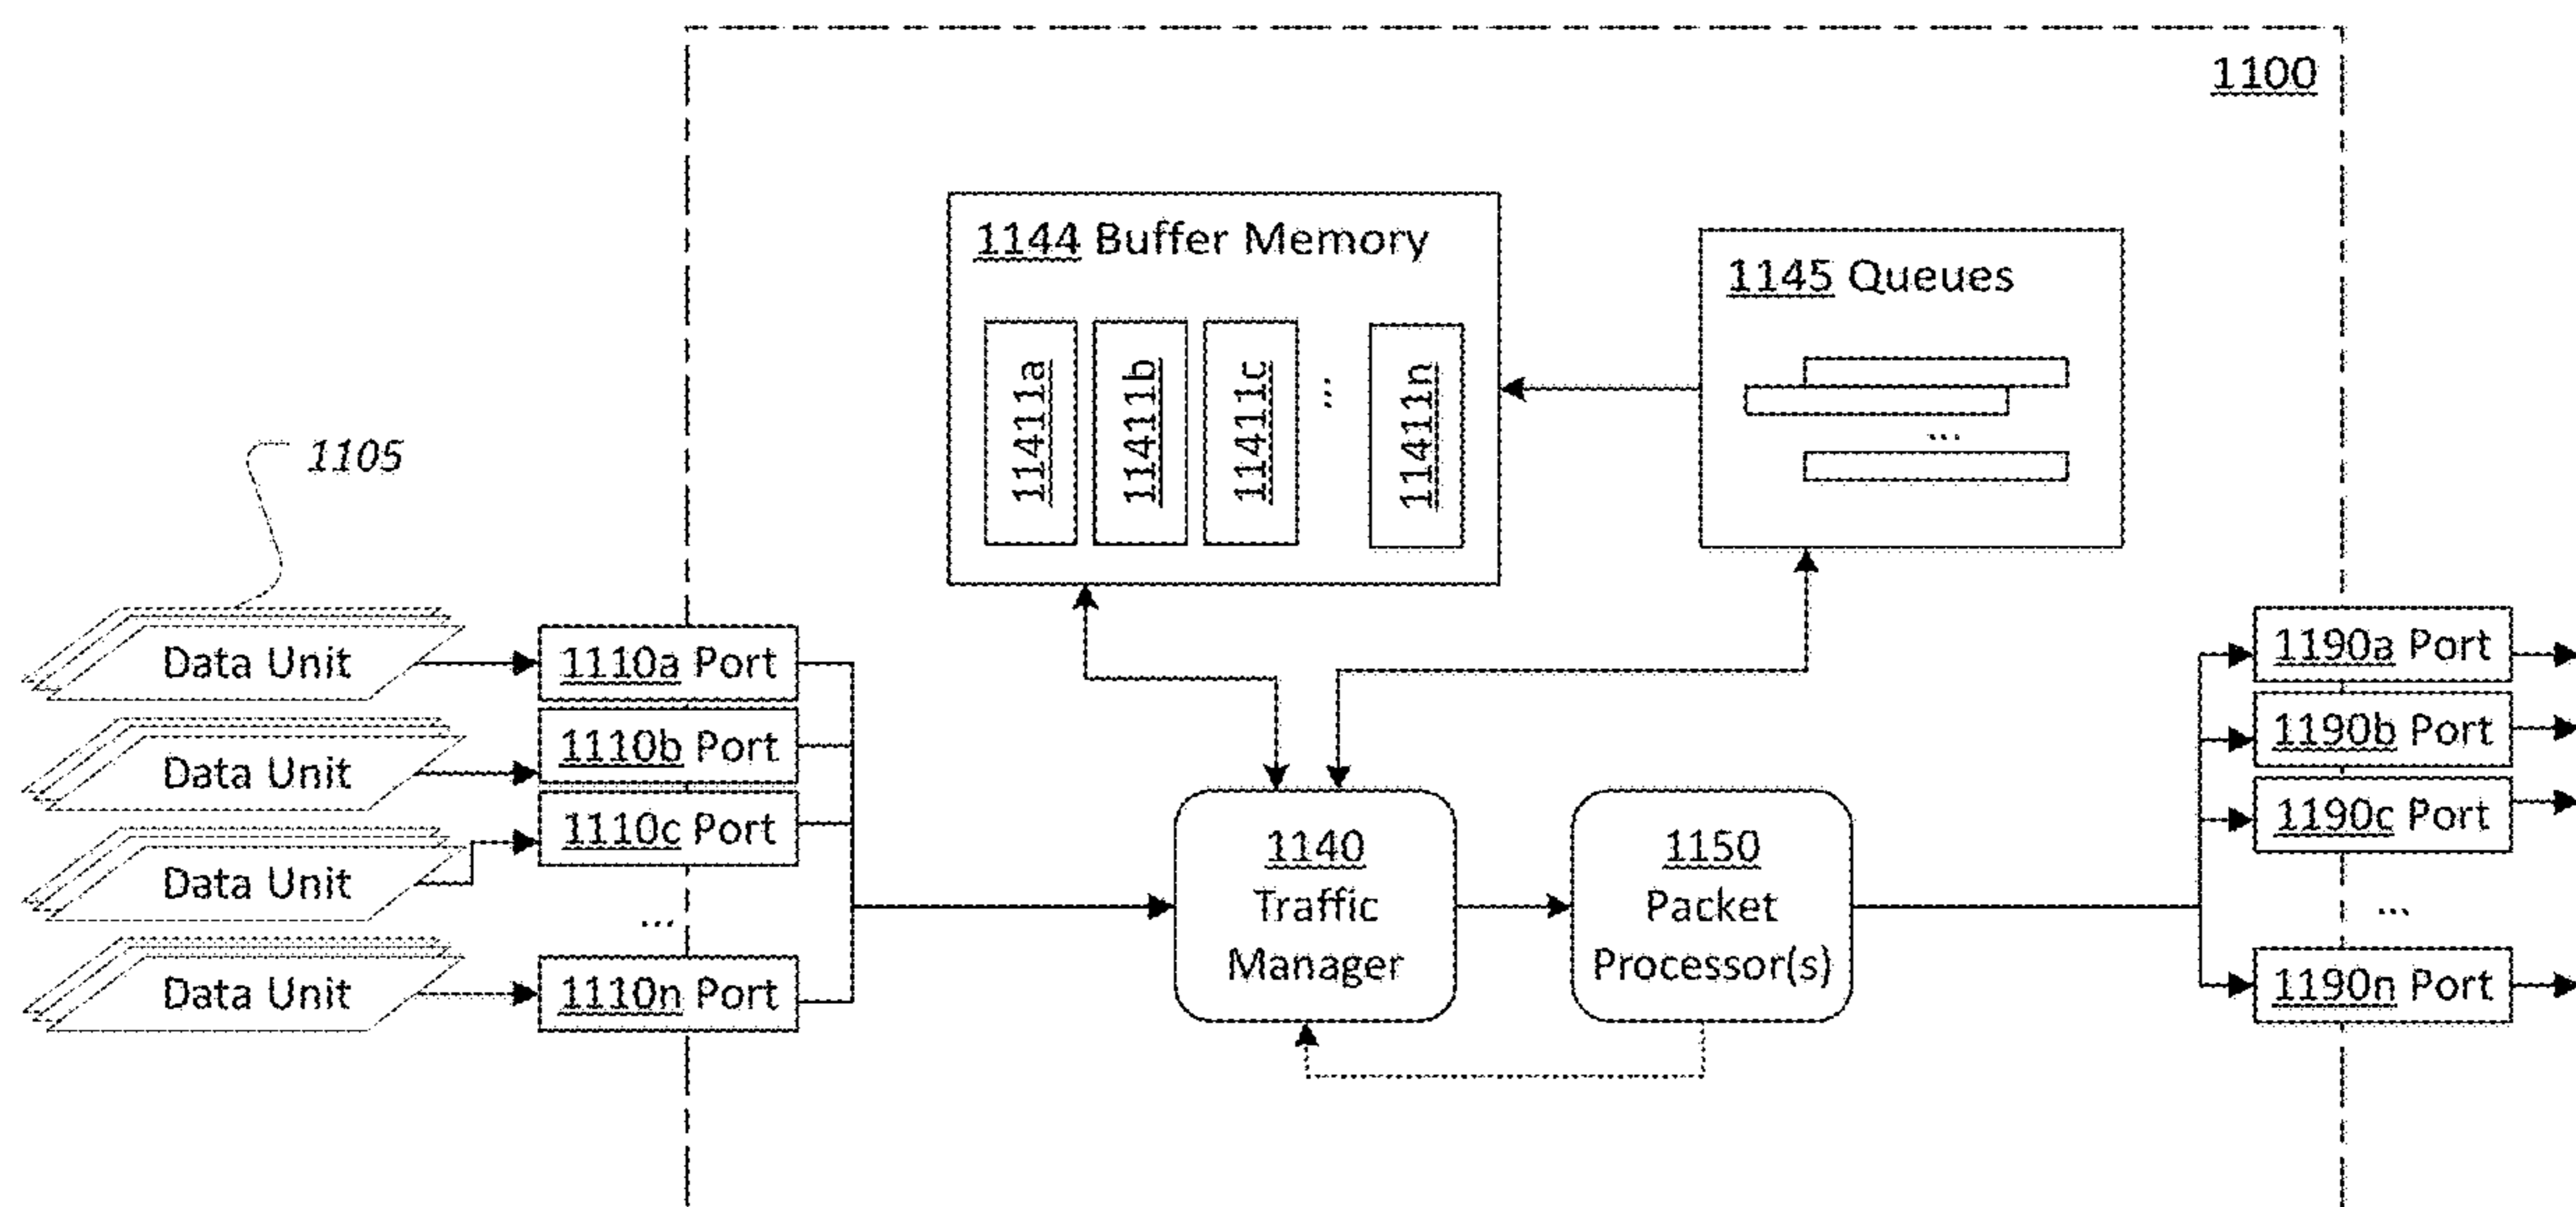 1100
1144 Buffer Memory
11411a
11411b
11411c
...
11411n
1145 Queues
...
1105
Data Unit
Data Unit
Data Unit
Data Unit
1110a Port
1110b Port
1110c Port
...
1110n Port
1140
Traffic
Manager
1150
Packet
Processor(s)
1190a Port
1190b Port
1190c Port
...
1190n Port